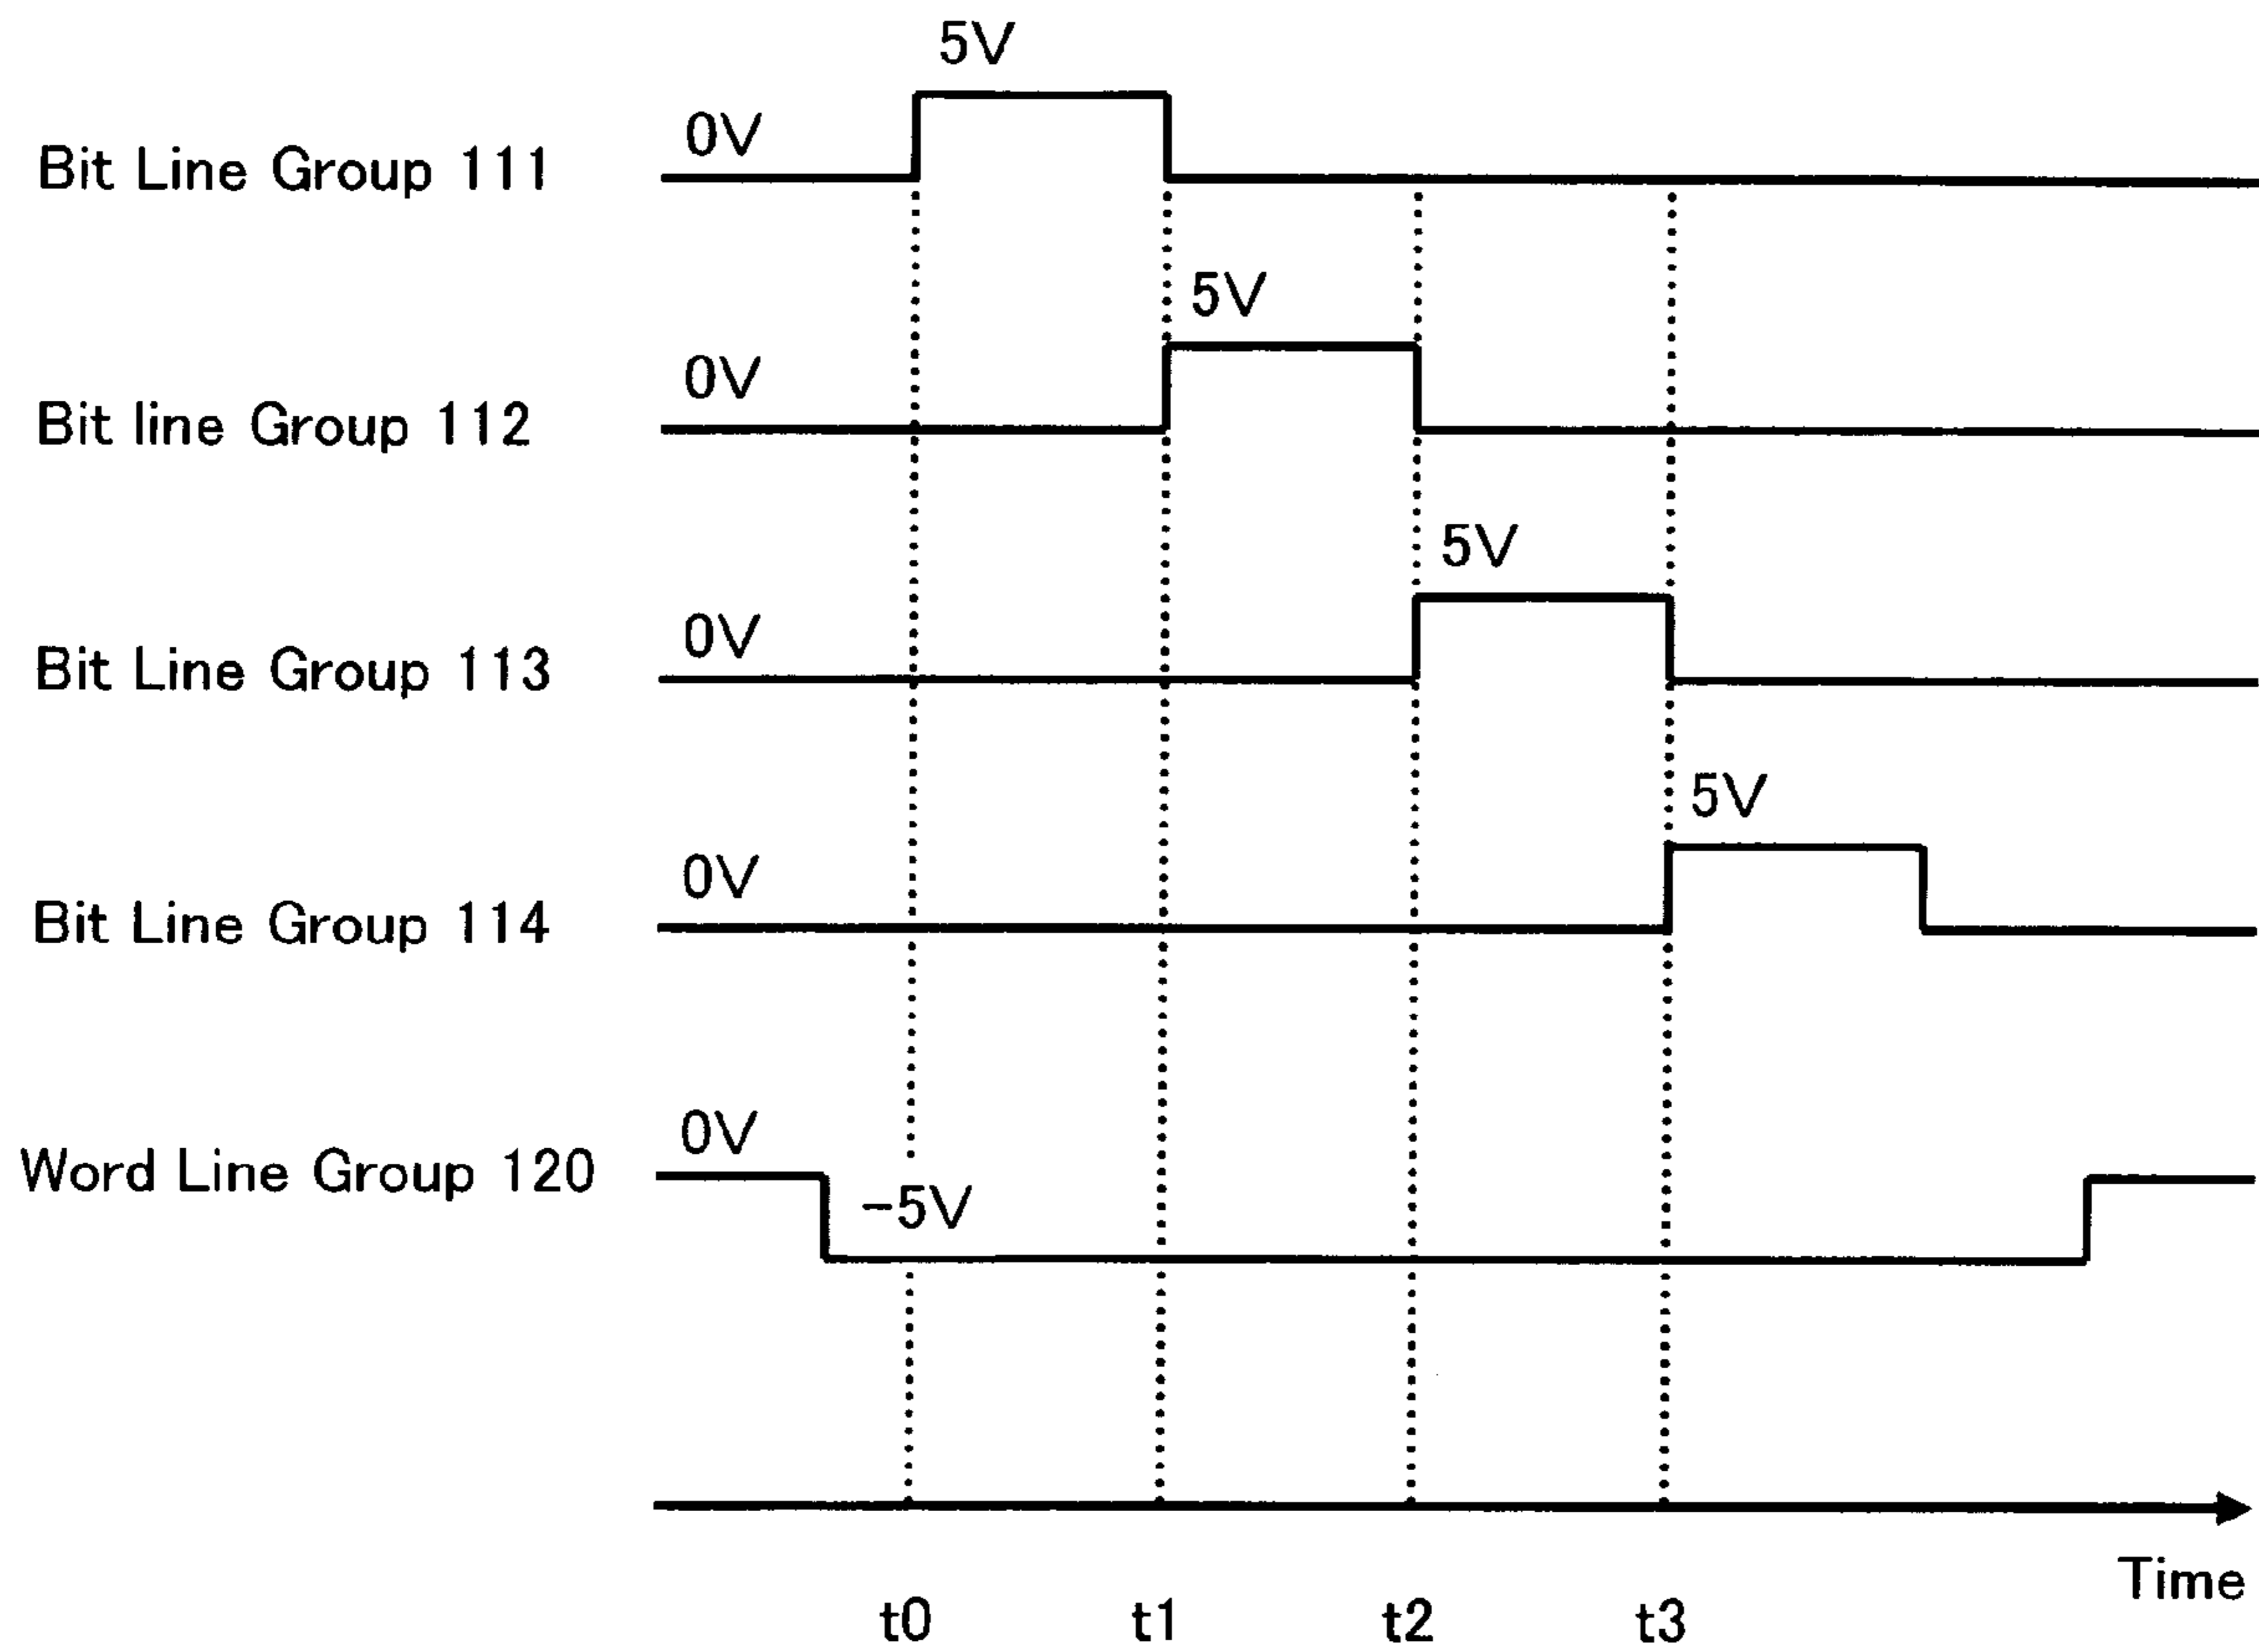 5V
0V
Bit Line Group 111
5V
0V
Bit line Group 112
5V
0V
Bit Line Group 113
5V
0V
Bit Line Group 114
0V
Word Line Group 120
-5V
Time
t0 t1 t2 t3